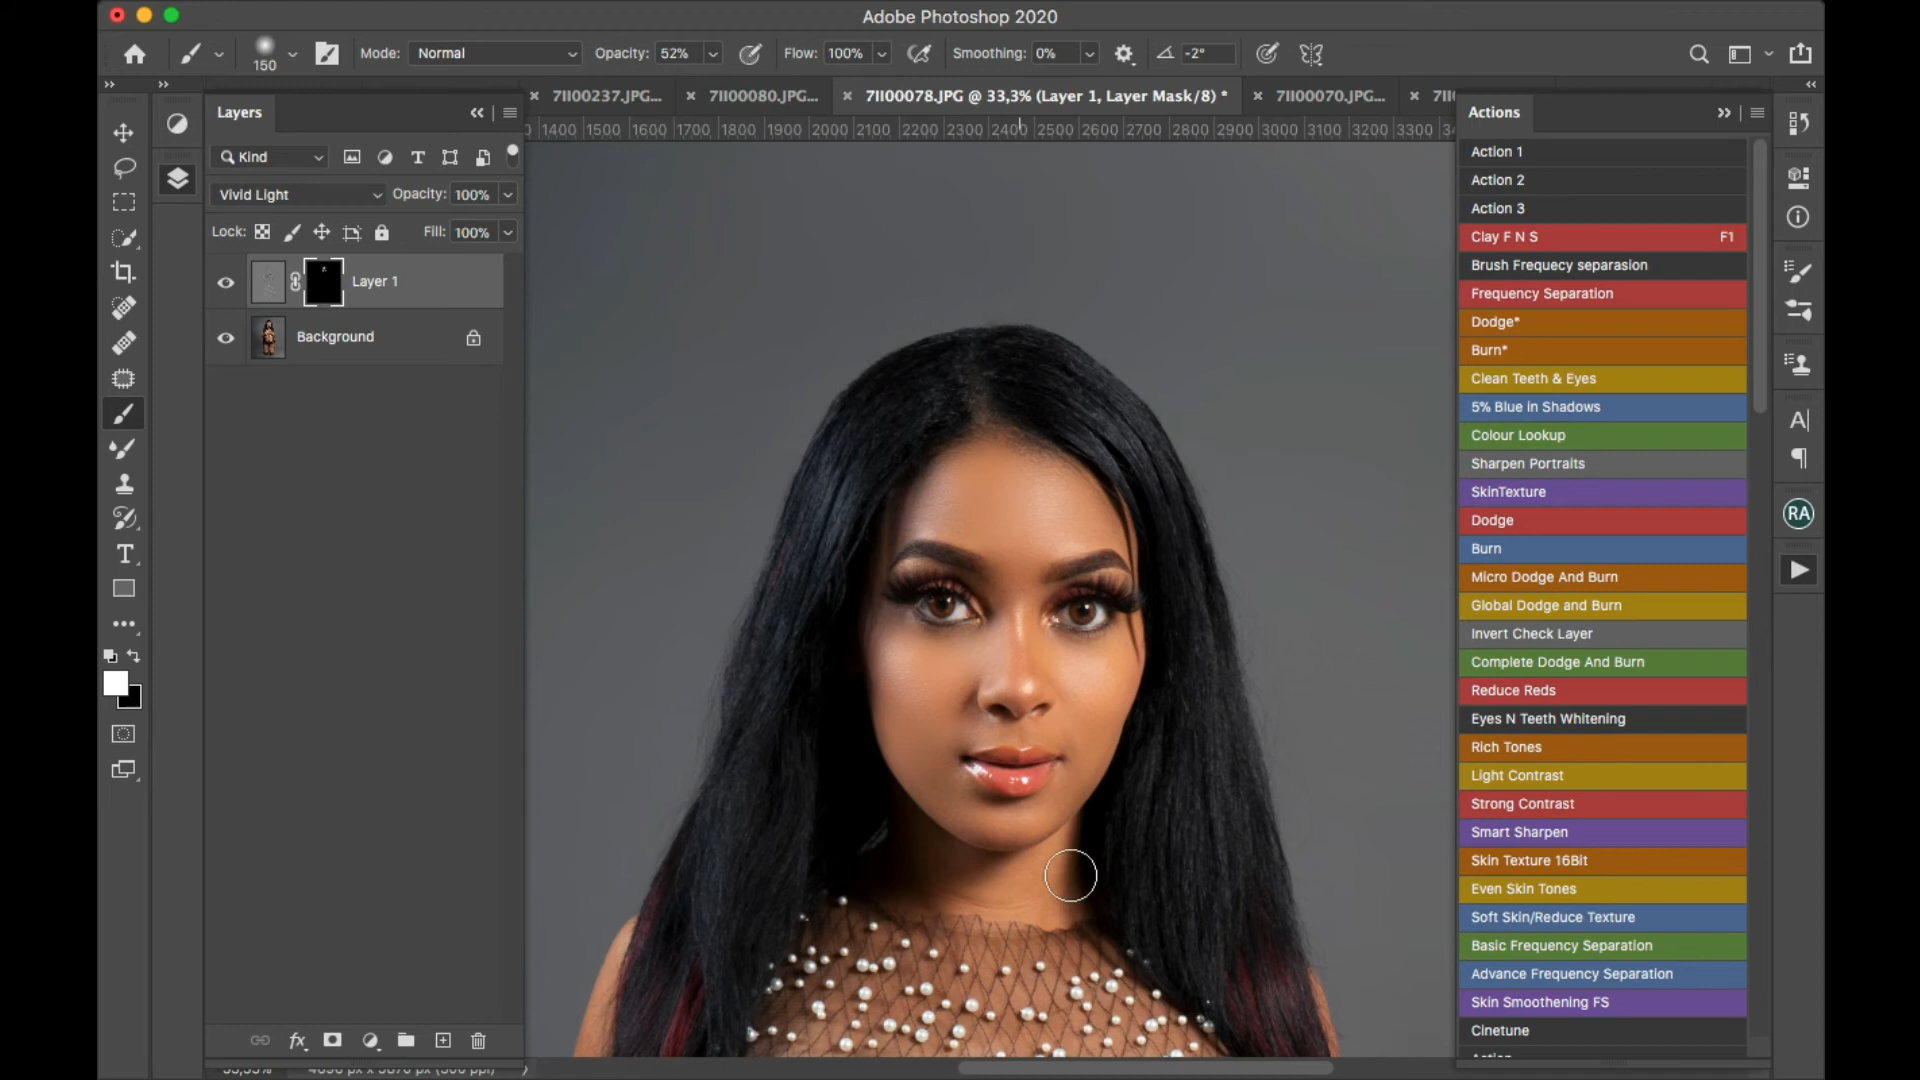 Adobe Photoshop 2020
150
Mode: Normal
Opacity: 52%
Flow: 100%
Smoothing: 0%
-2°
7II00237.JPG...
7II00080.JPG...
7II00078.JPG @ 33,3% (Layer 1, Layer Mask/8) *
7II00070.JPG...
7II
1400 1500 1600 1700 1800 1900 2000 2100 2200 2300 2400 2500 2600 2700 2800 2900 3000 3100 3200 3300
Layers
Kind
Vivid Light
Opacity: 100%
Lock:
Fill: 100%
Layer 1
Background
fx
Actions
Action 1
Action 2
Action 3
Clay F N S F1
Brush Frequecy separasion
Frequency Separation
Dodge*
Burn*
Clean Teeth & Eyes
5% Blue in Shadows
Colour Lookup
Sharpen Portraits
SkinTexture
Dodge
Burn
Micro Dodge And Burn
Global Dodge and Burn
Invert Check Layer
Complete Dodge And Burn
Reduce Reds
Eyes N Teeth Whitening
Rich Tones
Light Contrast
Strong Contrast
Smart Sharpen
Skin Texture 16Bit
Even Skin Tones
Soft Skin/Reduce Texture
Basic Frequency Separation
Advance Frequency Separation
Skin Smoothening FS
Cinetune
RA